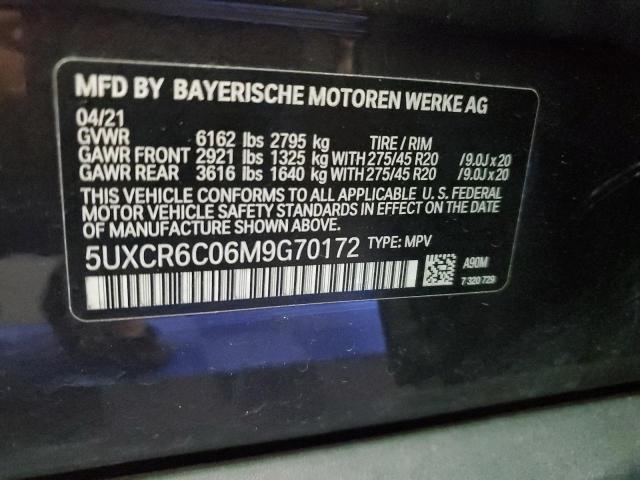 MFD BY BAYERISCHE MOTOREN WERKE AG
04/21
GVWR 6162 lbs 2795 kg TIRE / RIM
GAWR FRONT 2921 lbs 1325 kg WITH 275/45 R20 /9.0J x 20
GAWR REAR 3616 lbs 1640 kg WITH 275/45 R20 /9.0J x 20
THIS VEHICLE CONFORMS TO ALL APPLICABLE U. S. FEDERAL
MOTOR VEHICLE SAFETY STANDARDS IN EFFECT ON THE DATE OF
MANUFACTURE SHOWN ABOVE.
5UXCR6C06M9G70172 TYPE: MPV
A90M
7 320 729